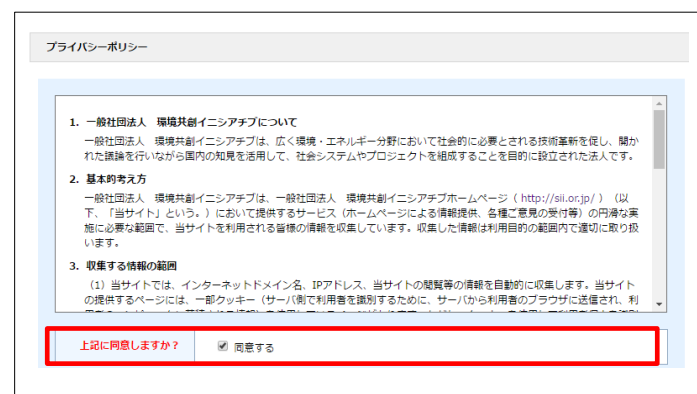 プライバシーポリシー
1. 一般社団法人 環境共創イニシアチブについて
一般社団法人 環境共創イニシアチブは、広く環境・エネルギー分野において社会的に必要とされる技術革新を促し、開か
れた議論を行いながら国内の知見を活用して、社会システムやプロジェクトを組成することを目的に設立された法人です。
2. 基本的考え方
一般社団法人 環境共創イニシアチブは、一般社団法人 環境共創イニシアチブホームページ（ http://sii.or.jp/ ）（以
下、「当サイト」という。）において提供するサービス（ホームページによる情報提供、各種ご意見の受付等）の円滑な実
施に必要な範囲で、当サイトを利用される皆様の情報を収集しています。収集した情報は利用目的の範囲内で適切に取り扱
います。
3. 収集する情報の範囲
（1）当サイトでは、インターネットドメイン名、IPアドレス、当サイトの閲覧等の情報を自動的に収集します。当サイト
の提供するページには、一部クッキー（サーバ側で利用者を識別するために、サーバから利用者のブラウザに送信され、利
上記に同意しますか？ 同意する